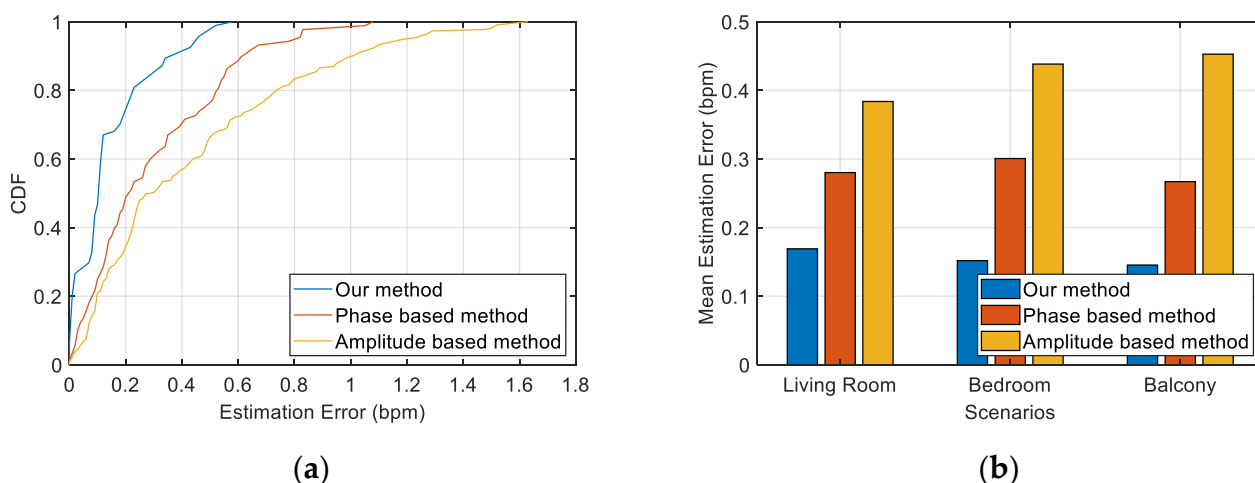 1
0.8
0.6
0.4
0.2
0
CDF
0 0.2 0.4 0.6 0.8 1 1.2 1.4 1.6 1.8
Estimation Error (bpm)
Our method
Phase based method
Amplitude based method
(a)
0.5
0.4
0.3
0.2
0.1
0
Mean Estimation Error (bpm)
Our method
Phase based method
Amplitude based method
Living Room Bedroom Balcony
Scenarios
(b)